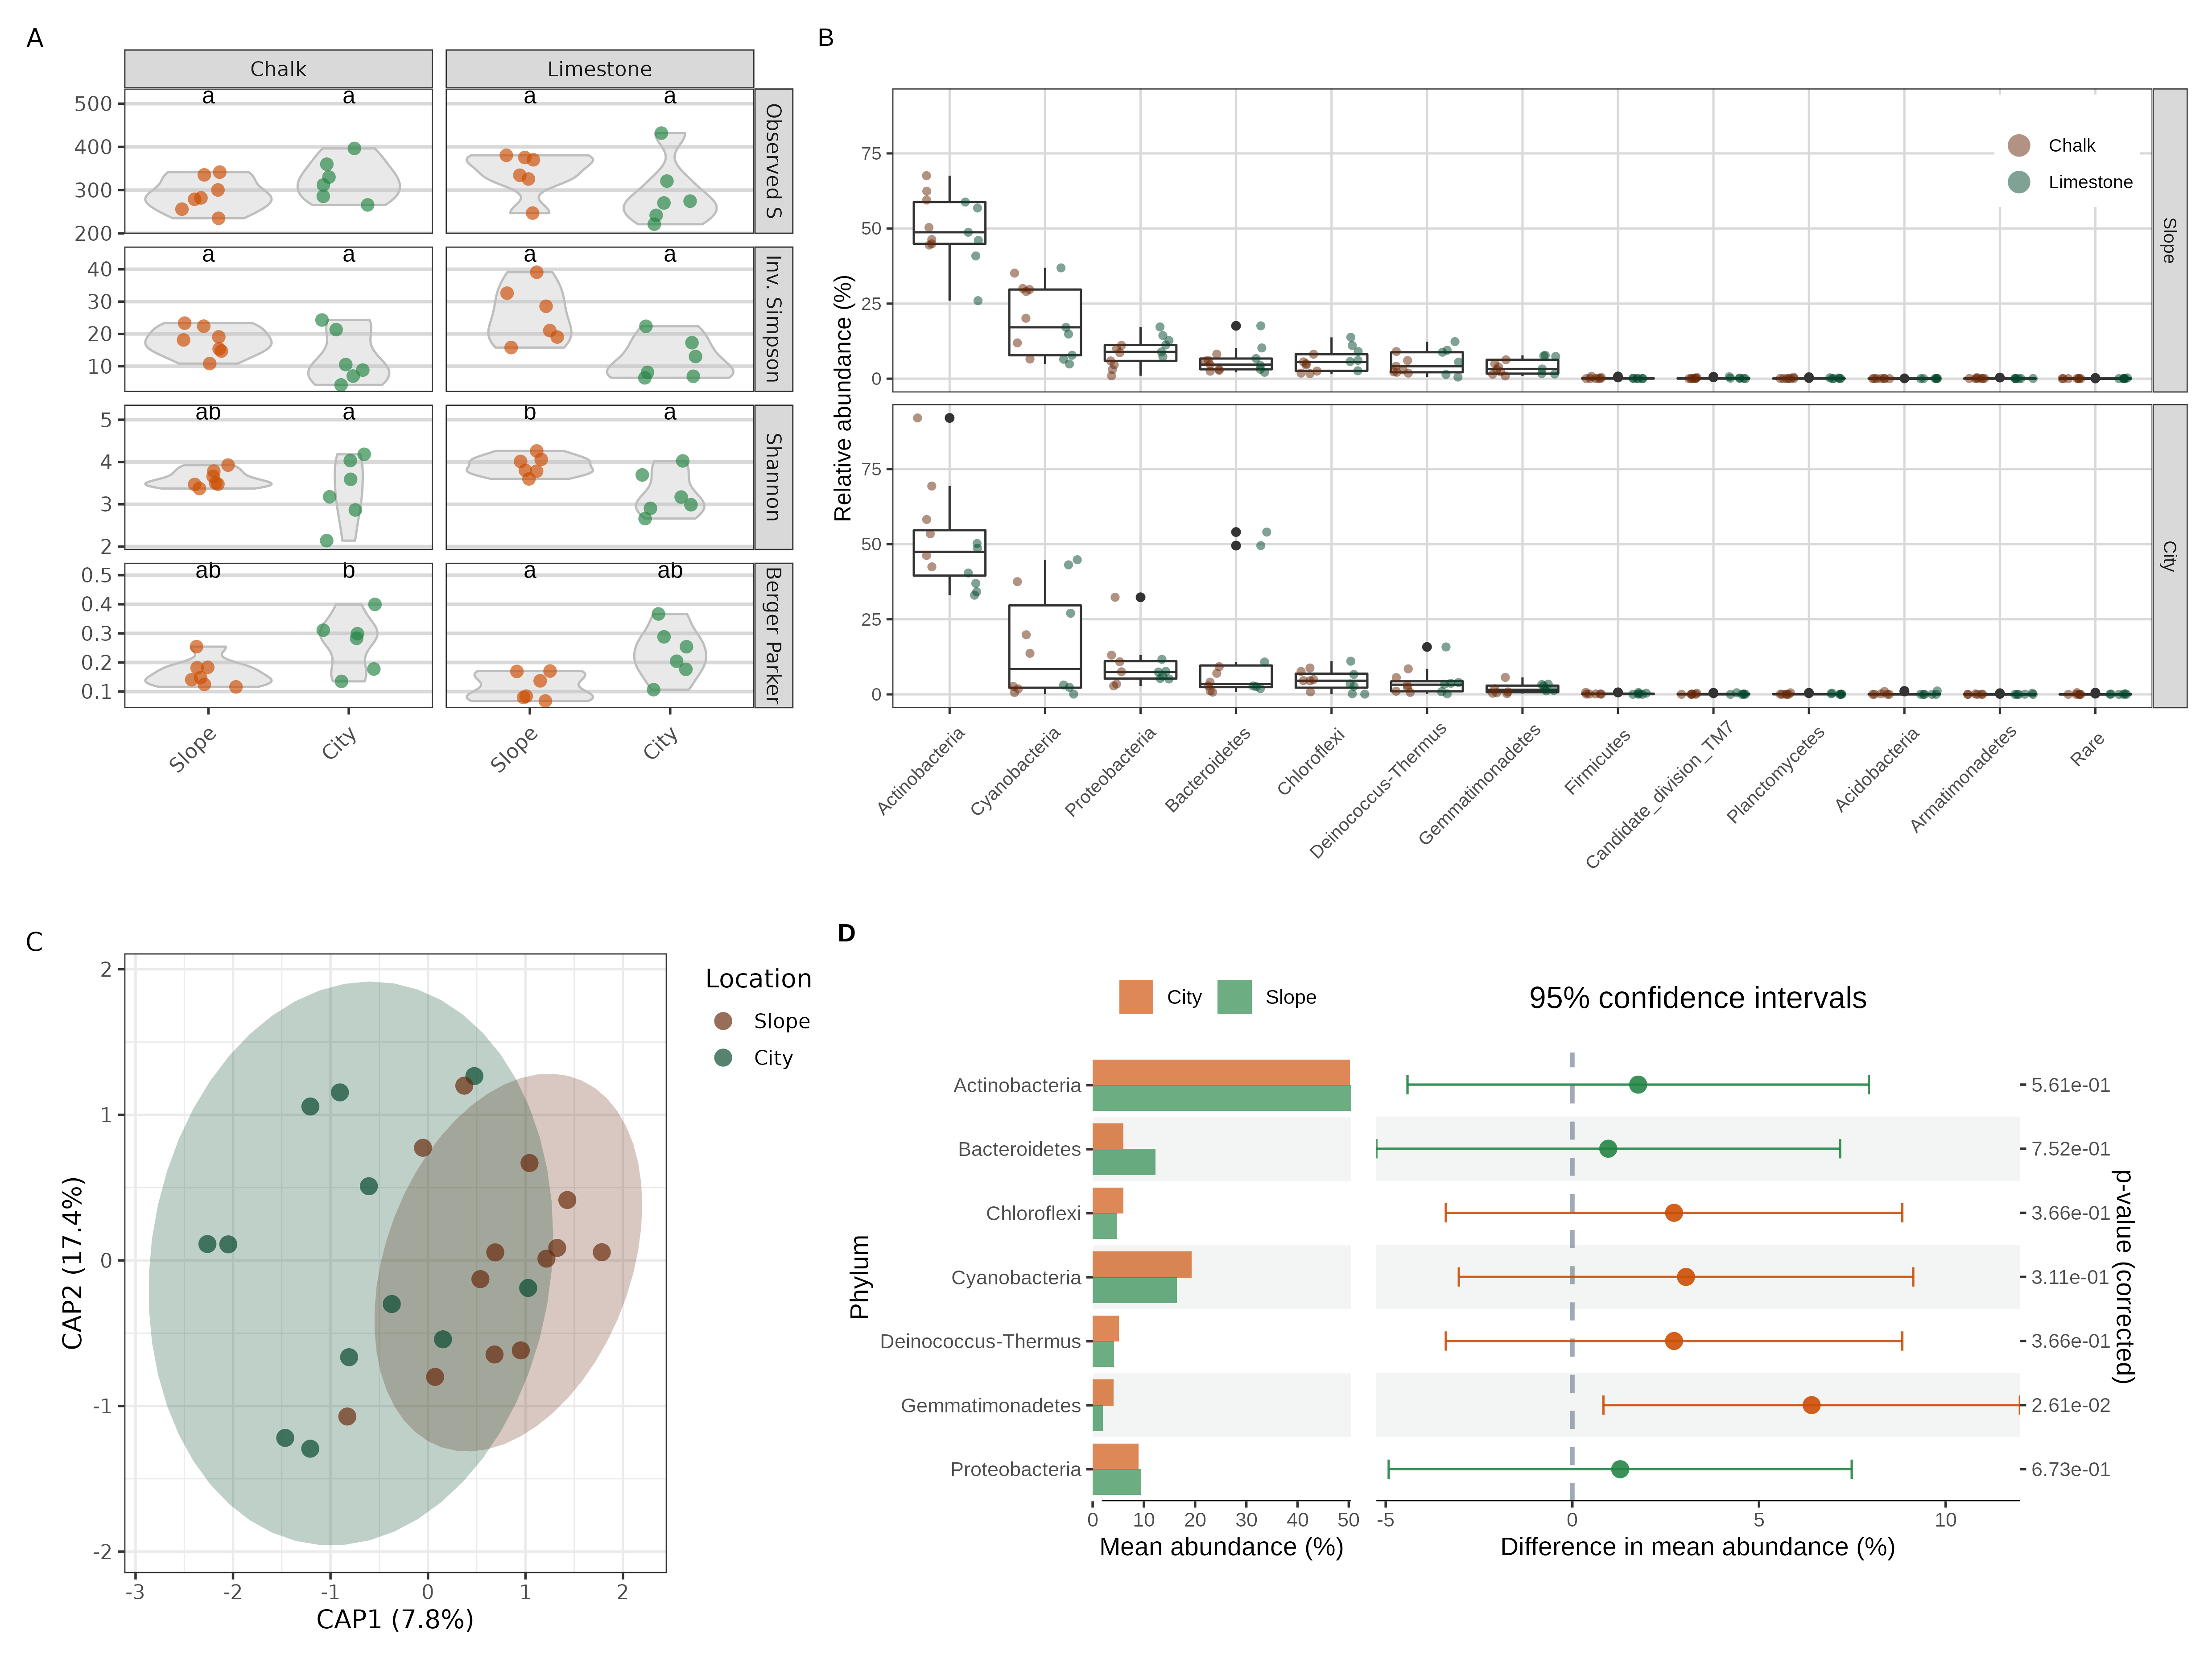 A
Chalk
Limestone
500
400
300
200
a
a
a
a
Observed S
40
30
20
10
a
a
a
a
Inv. Simpson
5
4
3
2
ab
a
b
a
Shannon
0.5
0.4
0.3
0.2
0.1
ab
b
a
ab
Berger Parker
Slope
City
Slope
City
B
Relative abundance (%)
75
50
25
0
Chalk
Limestone
Slope
75
50
25
0
City
Actinobacteria
Cyanobacteria
Proteobacteria
Bacteroidetes
Chloroflexi
Deinococcus-Thermus
Gemmatimonadetes
Firmicutes
Candidate_division_TM7
Planctomycetes
Acidobacteria
Armatimonadetes
Rare
C
CAP2 (17.4%)
2
1
0
-1
-2
-3 -2 -1 0 1 2
CAP1 (7.8%)
Location
Slope
City
D
City Slope
95% confidence intervals
Phylum
Actinobacteria
Bacteroidetes
Chloroflexi
Cyanobacteria
Deinococcus-Thermus
Gemmatimonadetes
Proteobacteria
0 10 20 30 40 50
Mean abundance (%)
-5 0 5 10
Difference in mean abundance (%)
5.61e-01
7.52e-01
3.66e-01
3.11e-01
3.66e-01
2.61e-02
6.73e-01
p-value (corrected)